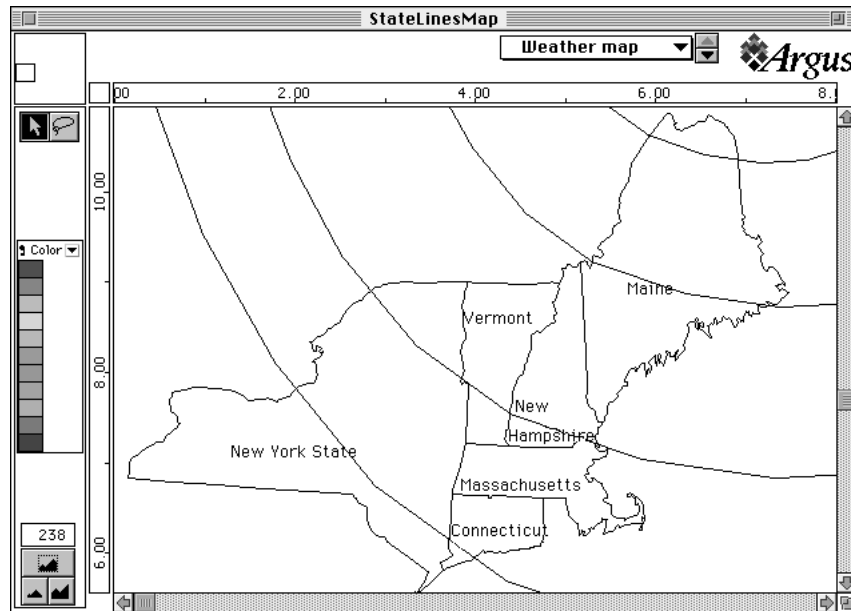 StateLinesMap
Weather map
Argus
00 2.00 4.00 6.00 8.
10.00
Color
8.00
6.00
Maine
Vermont
New
Hampshire
New York State
Massachusetts
Connecticut
238